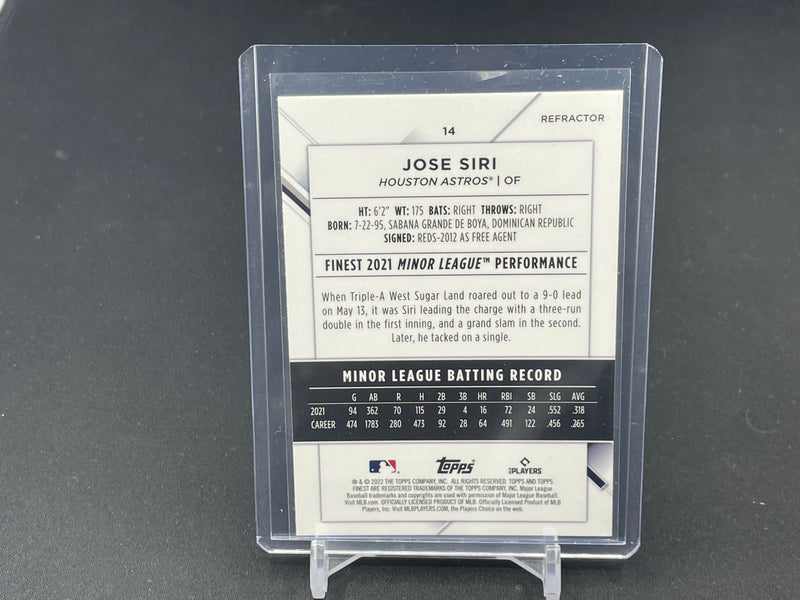 REFRACTOR
14
JOSE SIRI
HOUSTON ASTROS® | OF
HT: 6'2" WT: 175 BATS: RIGHT THROWS: RIGHT
BORN: 7-22-95, SABANA GRANDE DE BOYA, DOMINICAN REPUBLIC
SIGNED: REDS-2012 AS FREE AGENT
FINEST 2021 MINOR LEAGUE™ PERFORMANCE
When Triple-A West Sugar Land roared out to a 9-0 lead
on May 13, it was Siri leading the charge with a three-run
double in the first inning, and a grand slam in the second.
Later, he tacked on a single.
MINOR LEAGUE BATTING RECORD
G AB R H 2B 3B HR RBI SB SLG AVG
2021 94 362 70 115 29 4 16 72 24 .552 .318
CAREER 474 1783 280 473 92 28 64 491 122 .456 .265
Topps PLAYERS
® & © 2022 THE TOPPS COMPANY, INC. ALL RIGHTS RESERVED. TOPPS AND TOPPS
FINEST ARE REGISTERED TRADEMARKS OF THE TOPPS COMPANY, INC. Major League
Baseball trademarks and copyrights are used with permission of Major League Baseball.
Visit MLB.com. OFFICIALLY LICENSED PRODUCT OF MLB. Officially Licensed Product of MLB
Players, Inc. Visit MLBPLAYERS.COM, the Players Choice on the web.